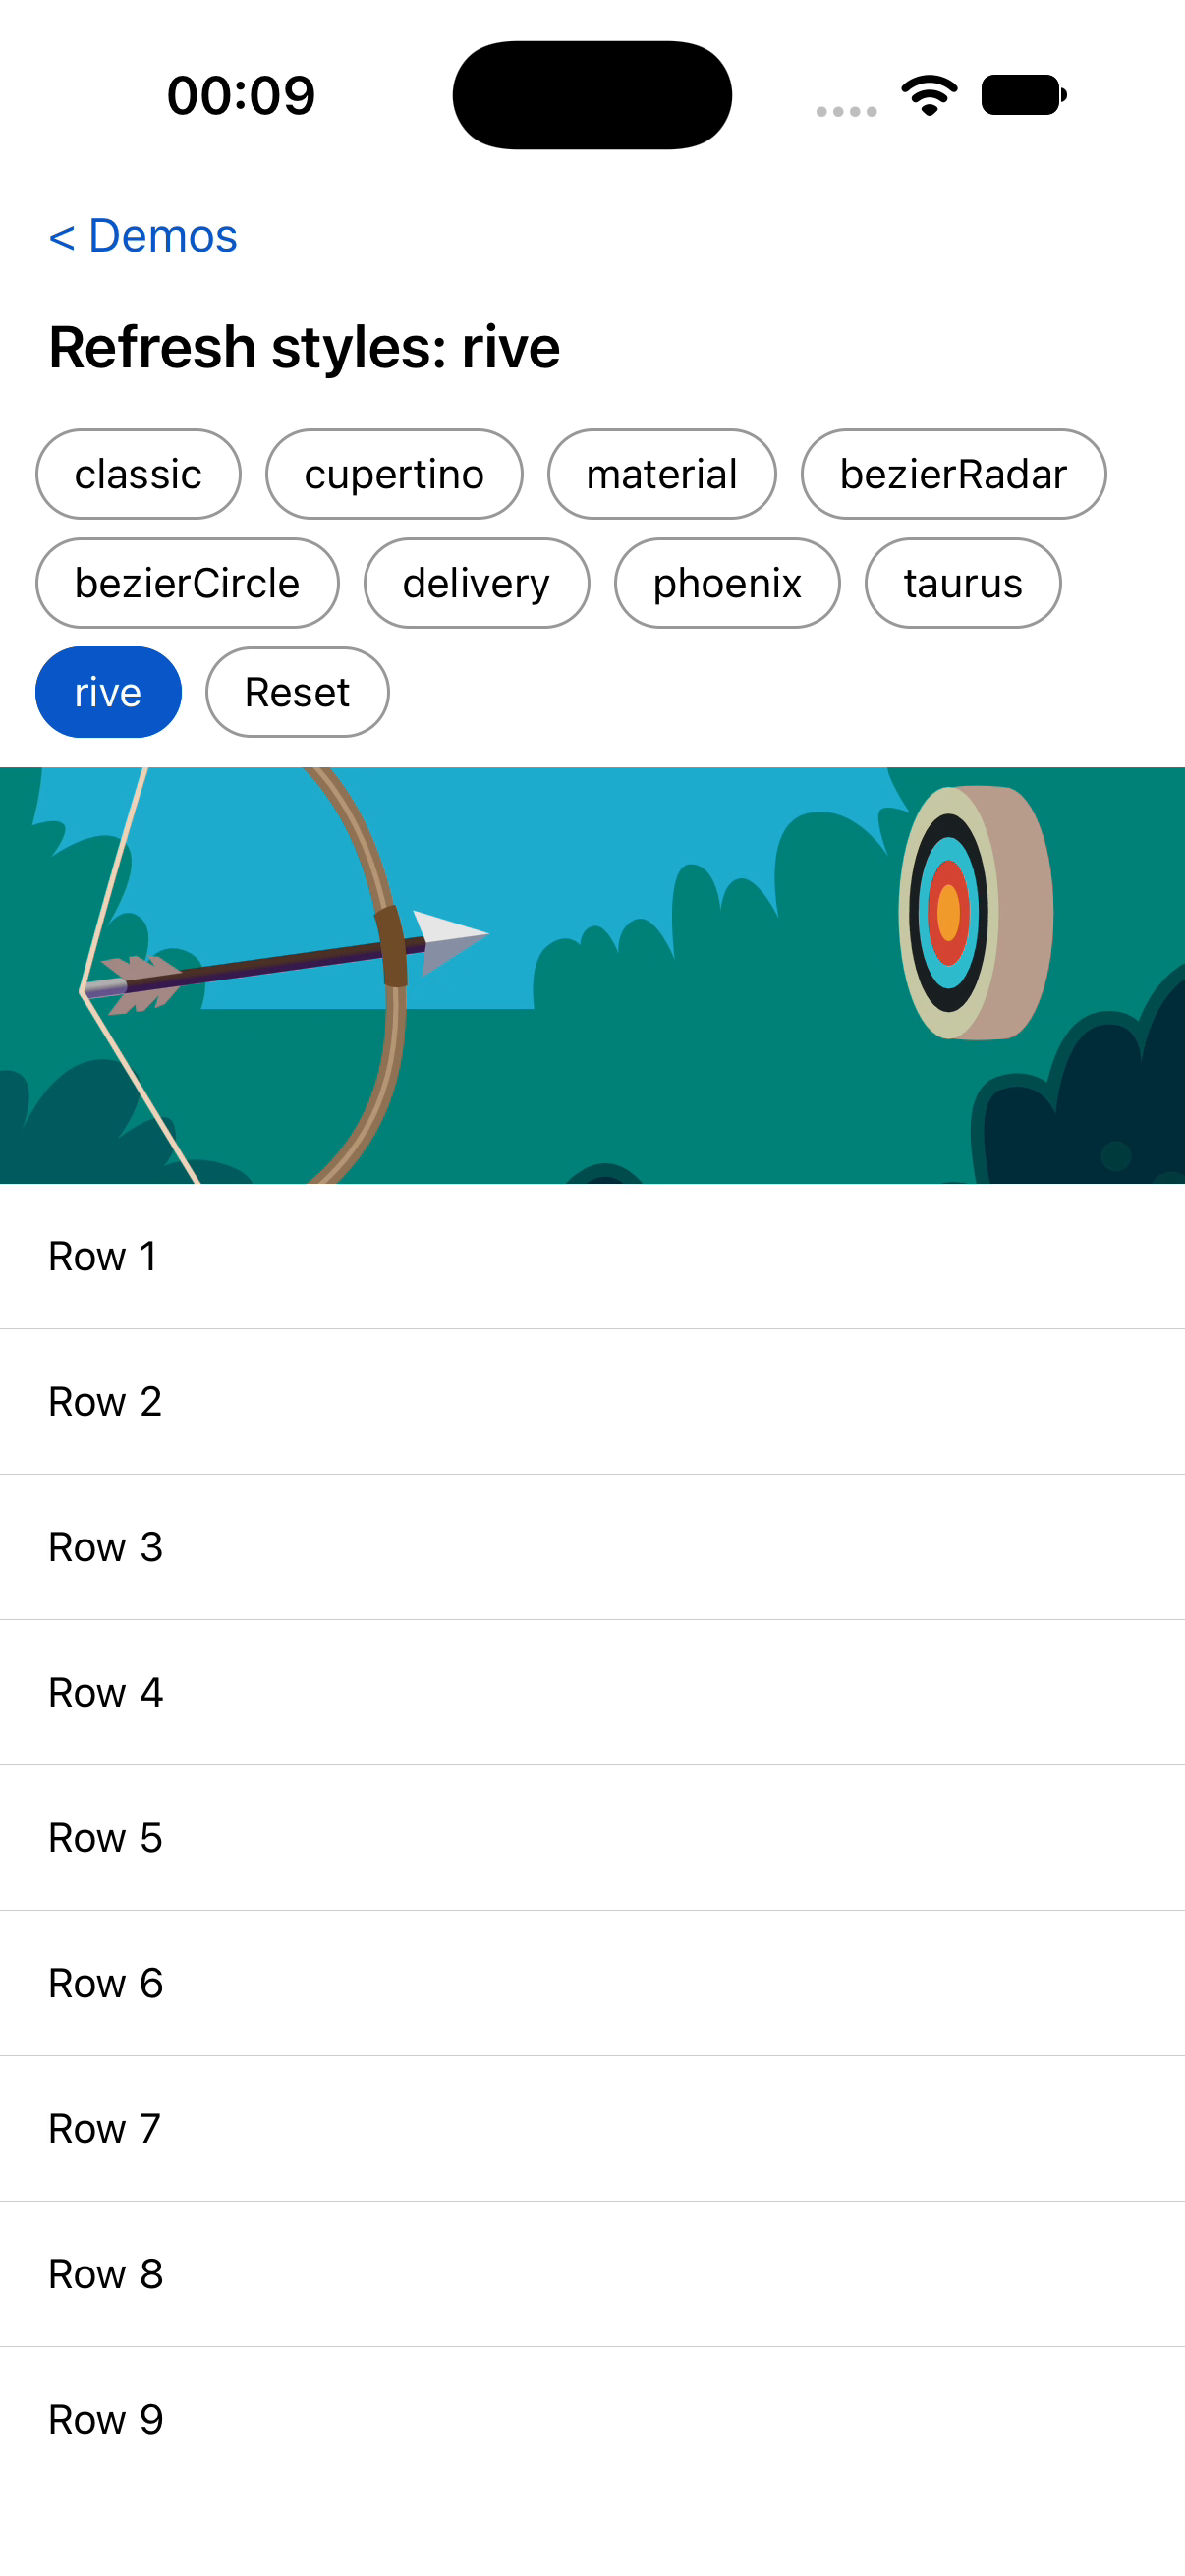 00:09
< Demos
Refresh styles: rive
classic cupertino material bezierRadar
bezierCircle delivery phoenix taurus
rive Reset
Row 1
Row 2
Row 3
Row 4
Row 5
Row 6
Row 7
Row 8
Row 9